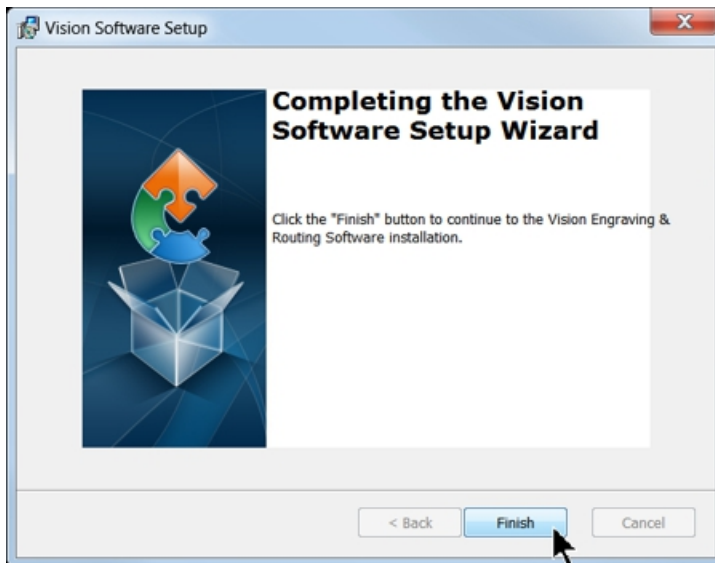 Vision Software Setup
Completing the Vision
Software Setup Wizard
Click the "Finish" button to continue to the Vision Engraving &
Routing Software installation.
< Back
Finish
Cancel